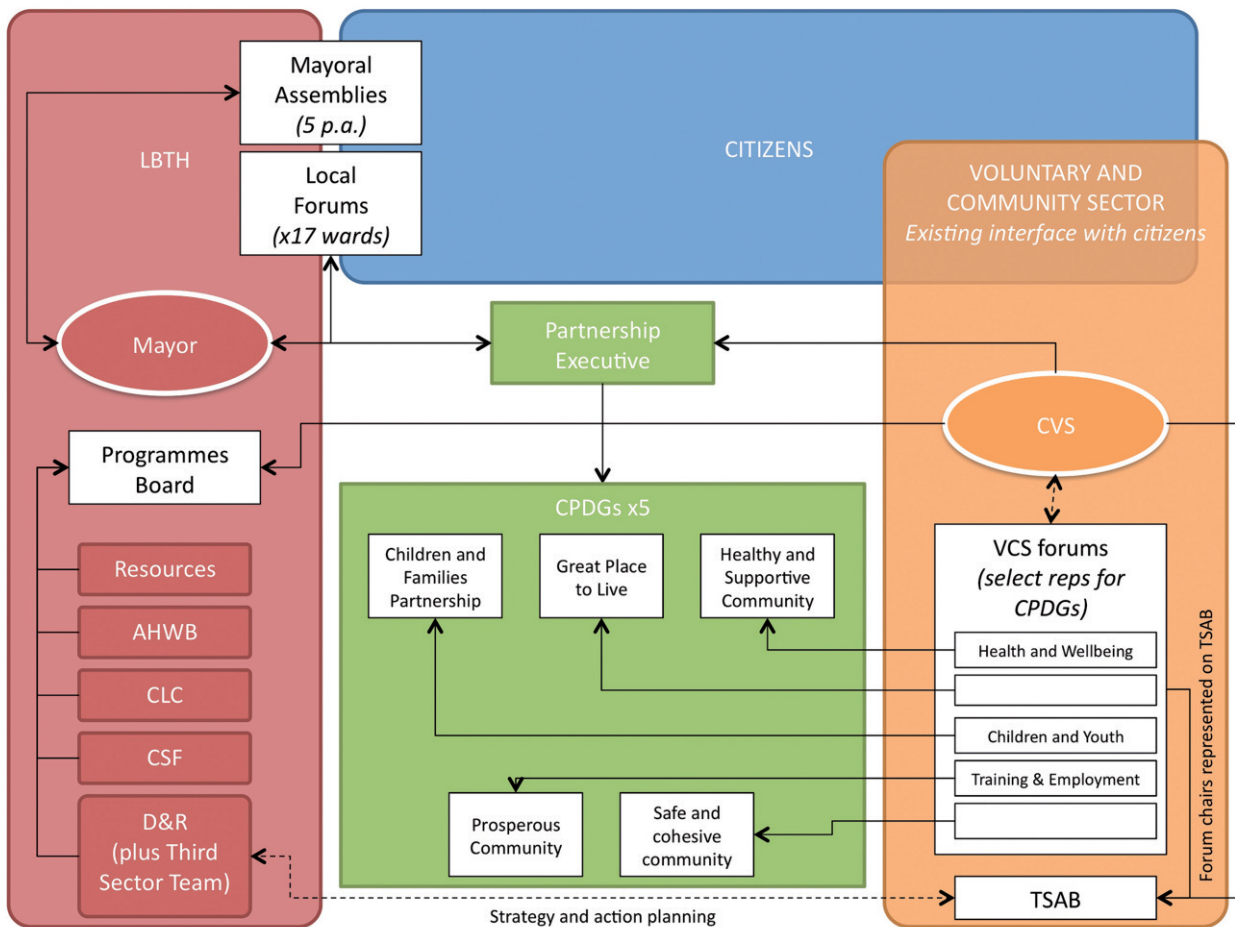 Mayoral
Assemblies
(5 p.a.)
LBTH
CITIZENS
Local
Forums
(x17 wards)
VOLUNTARY AND
COMMUNITY SECTOR
Existing interface with citizens
Mayor
Partnership
Executive
CVS
Programmes
Board
Resources
AHWB
CLC
CSF
D&R
(plus Third
Sector Team)
CPDGs x5
Children and
Families
Partnership
Great Place
to Live
Healthy and
Supportive
Community
Prosperous
Community
Safe and
cohesive
community
VCS forums
(select reps for
CPDGs)
Health and Wellbeing
Children and Youth
Training & Employment
Forum chairs represented on TSAB
TSAB
Strategy and action planning